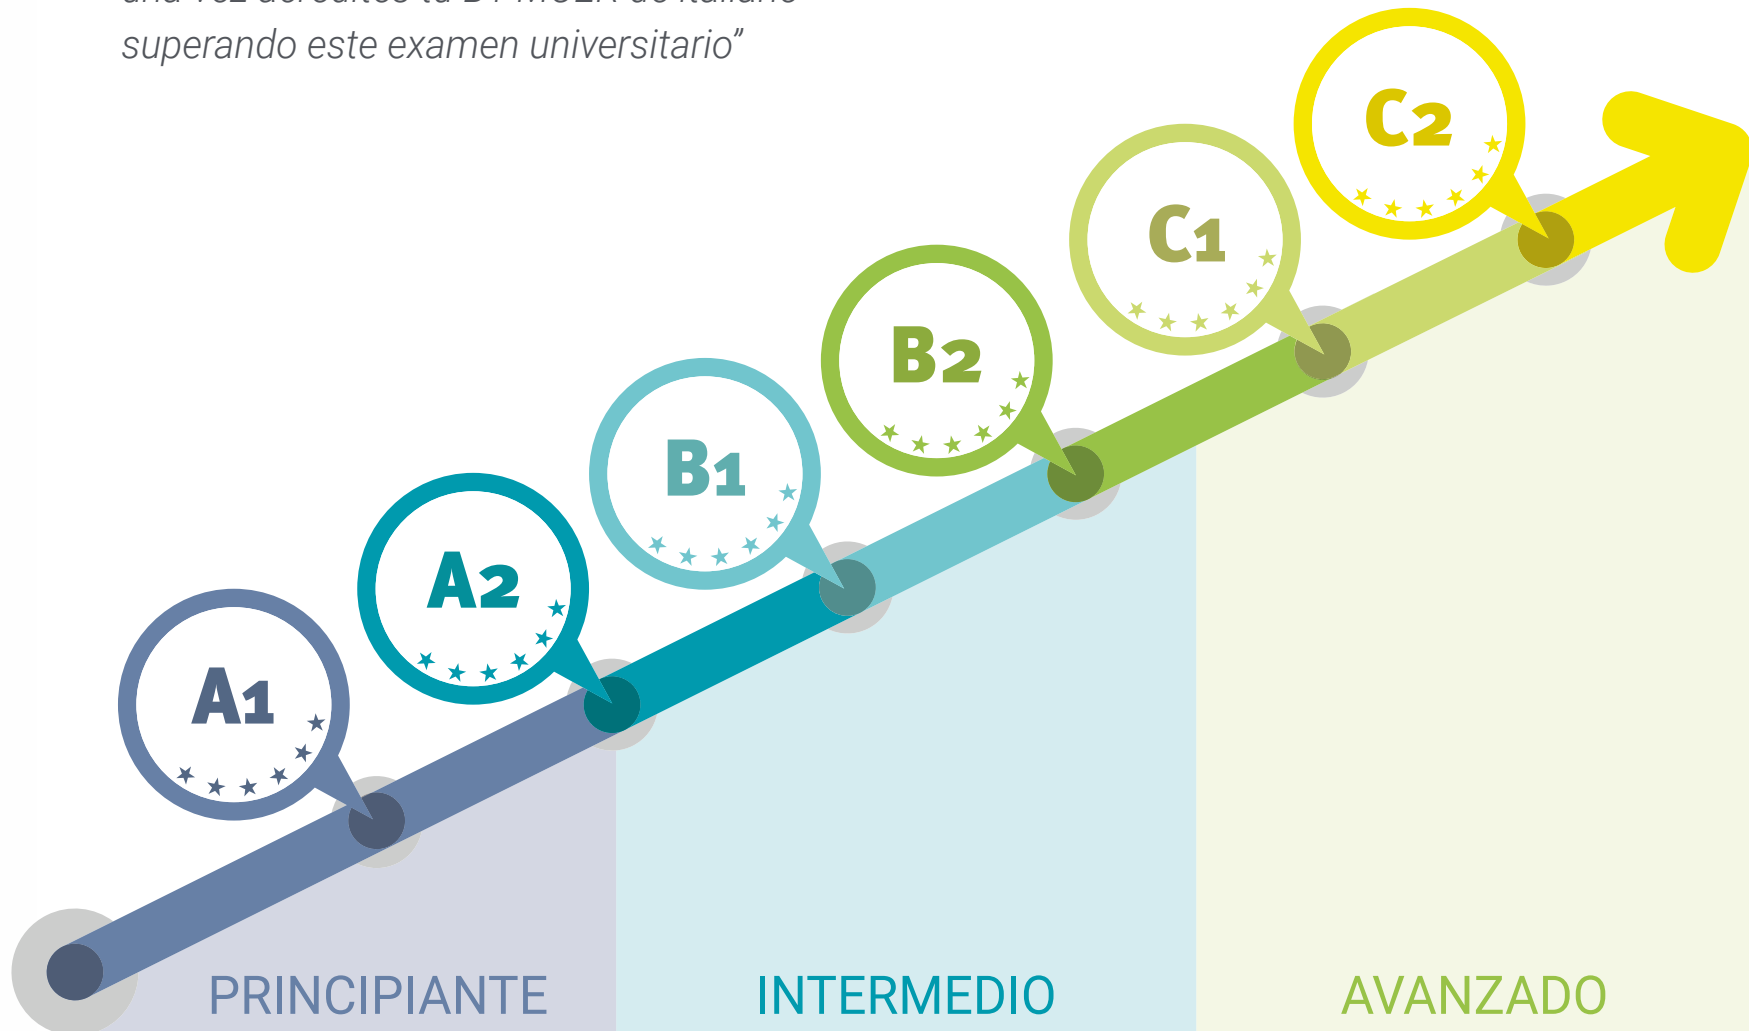 superando este examen universitario”
C2
C1
B2
B1
A2
A1
PRINCIPIANTE
INTERMEDIO
AVANZADO